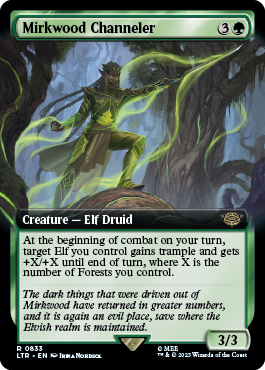 Mirkwood Channeler 3
Creature — Elf Druid
At the beginning of combat on your turn,
target Elf you control gains trample and gets
+X/+X until end of turn, where X is the
number of Forests you control.
The dark things that were driven out of
Mirkwood have returned in greater numbers,
and it is again an evil place, save where the
Elvish realm is maintained.
3/3
R 0833
LTR • EN Irina Nordsol
© MEE
™ & © 2023 Wizards of the Coast